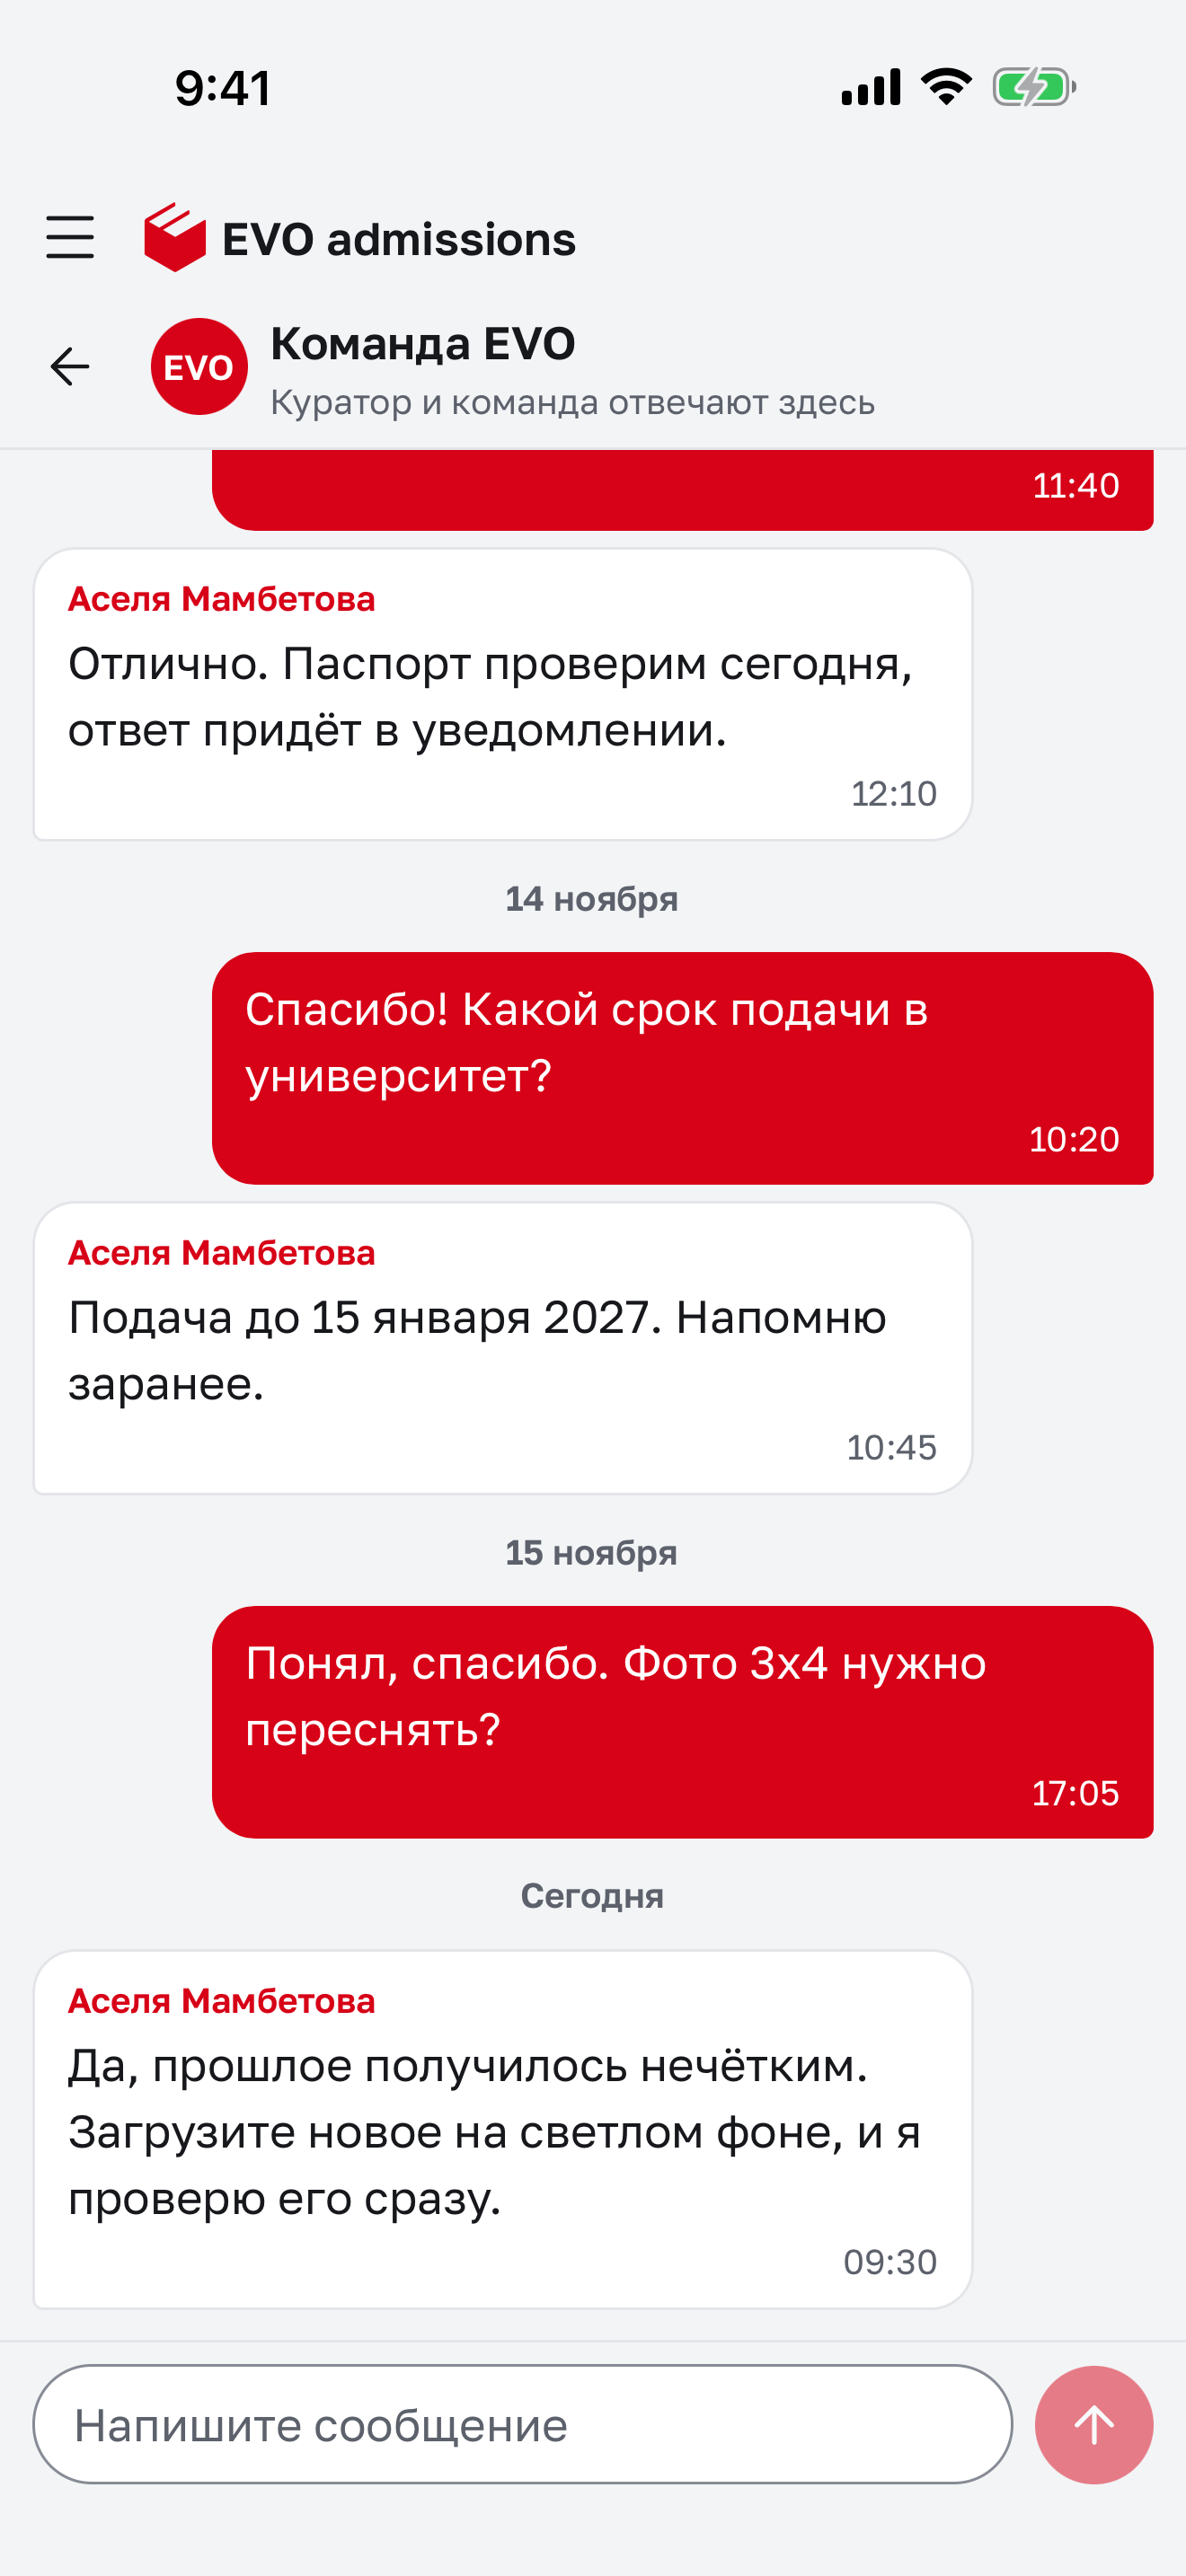 9:41
EVO admissions
EVO
Команда EVO
Куратор и команда отвечают здесь
11:40
Аселя Мамбетова
Отлично. Паспорт проверим сегодня,
ответ придёт в уведомлении.
12:10
14 ноября
Спасибо! Какой срок подачи в
университет?
10:20
Аселя Мамбетова
Подача до 15 января 2027. Напомню
заранее.
10:45
15 ноября
Понял, спасибо. Фото 3х4 нужно
переснять?
17:05
Сегодня
Аселя Мамбетова
Да, прошлое получилось нечётким.
Загрузите новое на светлом фоне, и я
проверю его сразу.
09:30
Напишите сообщение